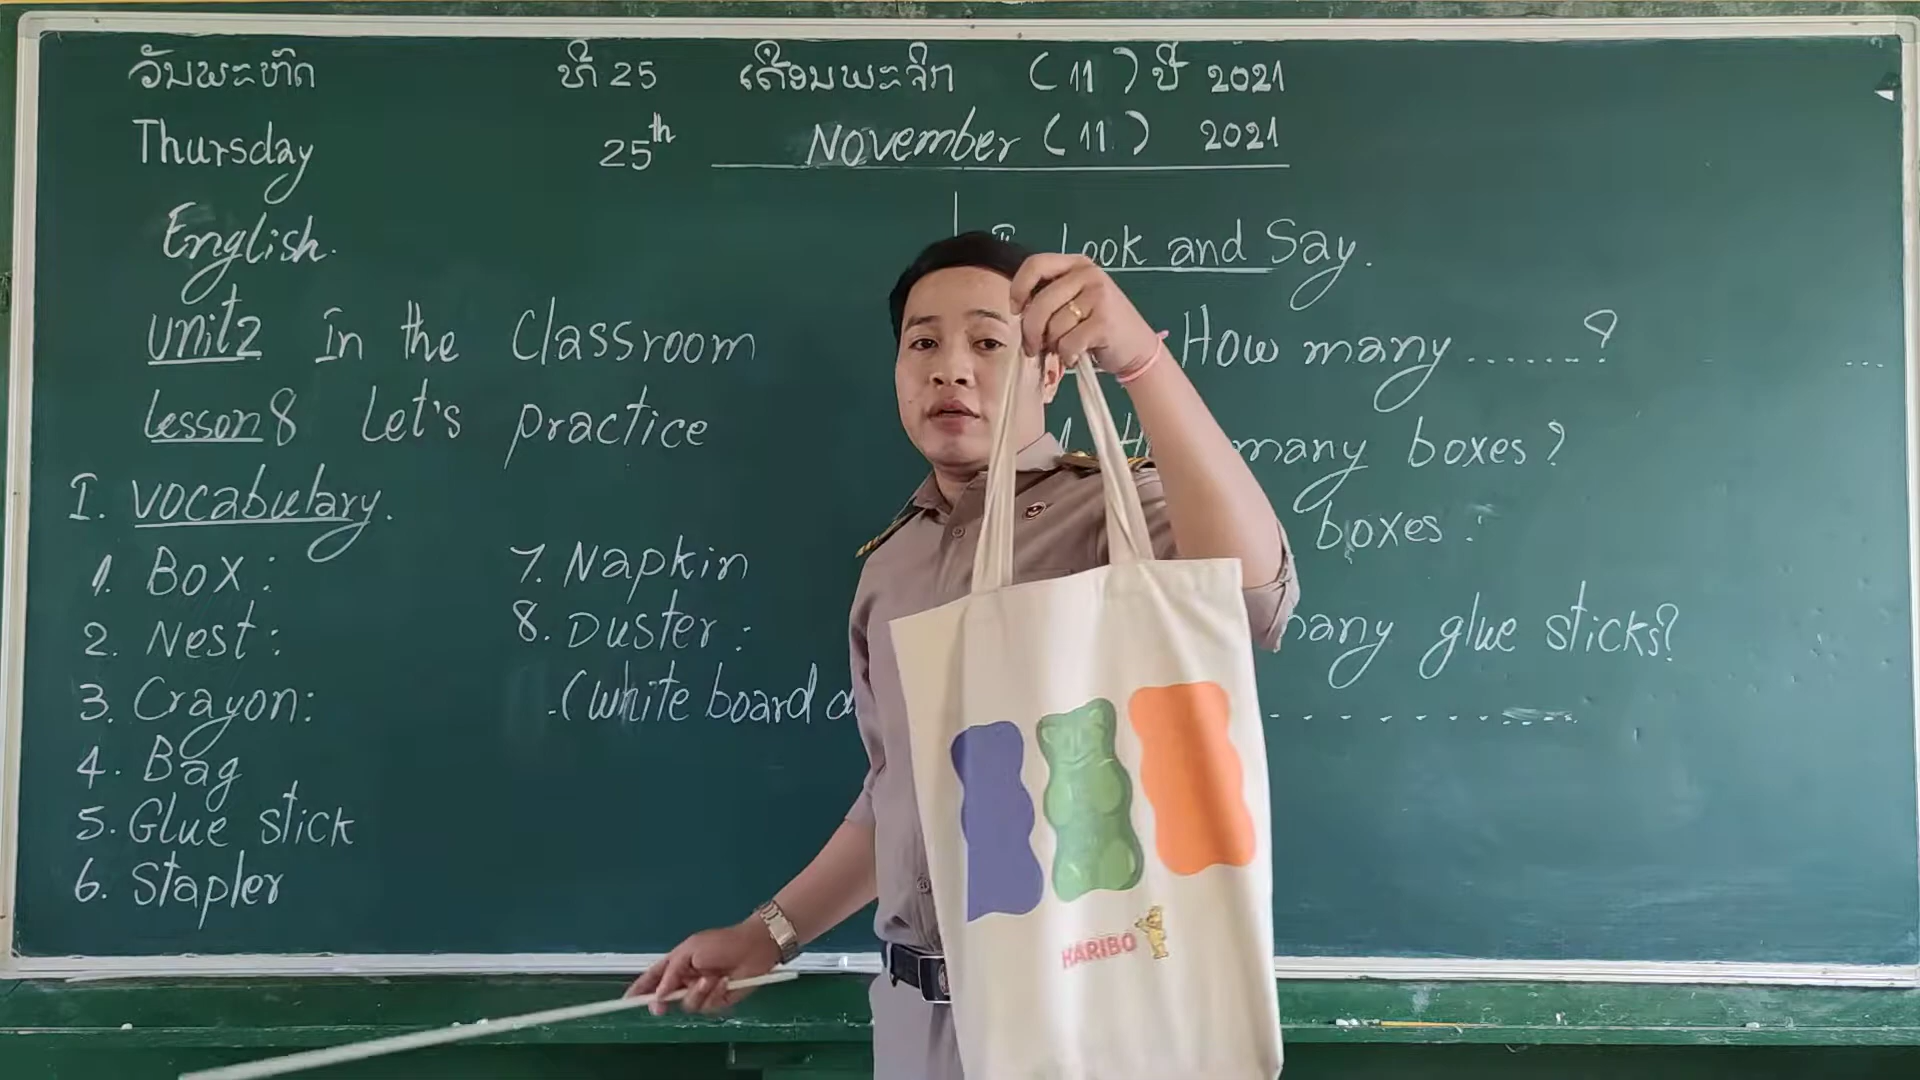 ວັນພະຫັດ ທີ 25 ເດືອນພະຈິກ (11) ປີ 2021
Thursday 25th November (11) 2021
English.
Unit2 In the Classroom
Lesson8 Let's practice
I. Vocabulary.
1. Box:
2. Nest:
3. Crayon:
4. Bag
5. Glue stick
6. Stapler
7. Napkin
8. Duster:
(white board
II. Look and Say.
How many .......?
many boxes?
boxes:
many glue sticks?
HARIBO